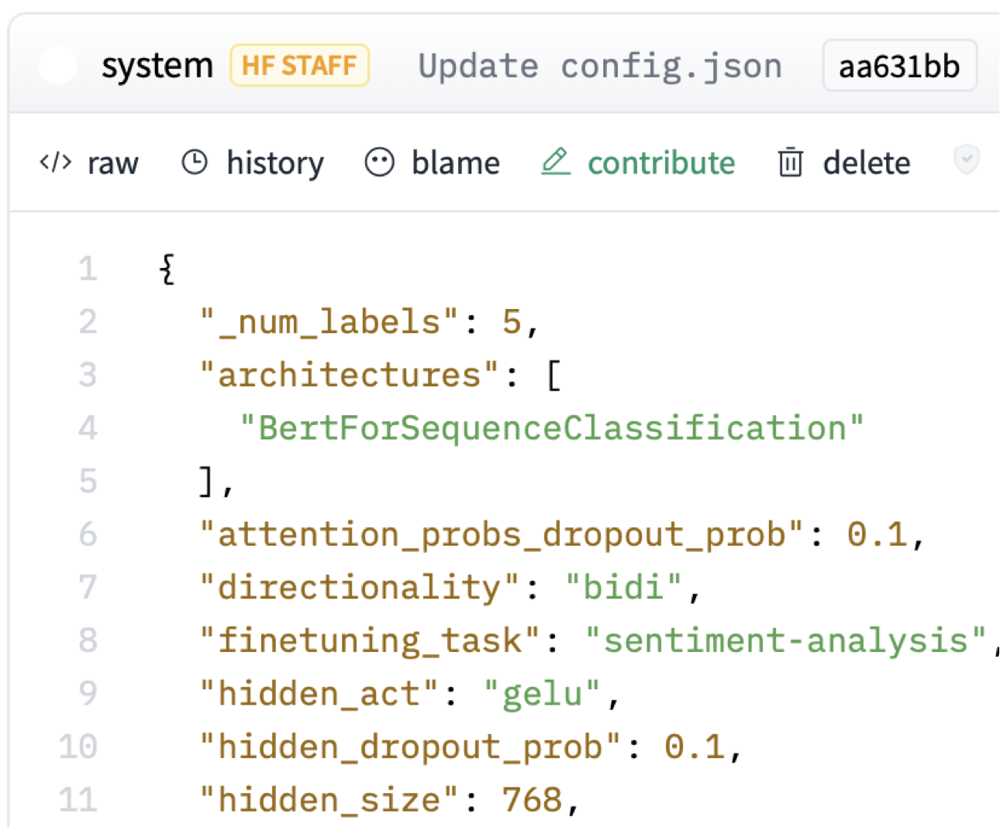 system HF STAFF Update config.json aa631bb
</> raw history blame contribute delete
1 {
2 "_num_labels": 5,
3 "architectures": [
4 "BertForSequenceClassification"
5 ],
6 "attention_probs_dropout_prob": 0.1,
7 "directionality": "bidi",
8 "finetuning_task": "sentiment-analysis",
9 "hidden_act": "gelu",
10 "hidden_dropout_prob": 0.1,
11 "hidden_size": 768,